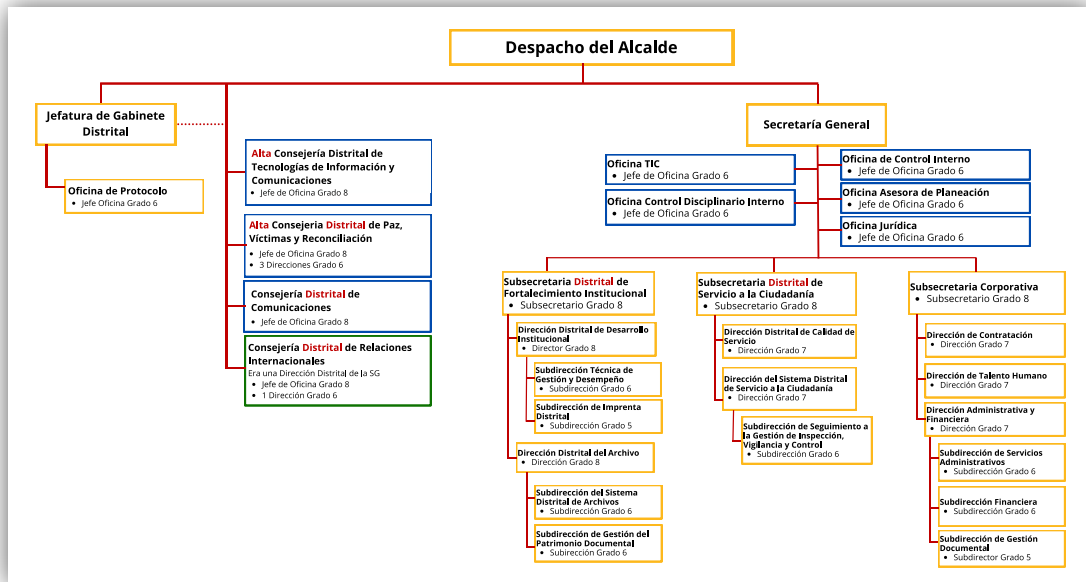 Despacho del Alcalde
Jefatura de Gabinete
Distrital
Oficina de Protocolo
• Jefe Oficina Grado 6
Alta Consejería Distrital de
Tecnologías de Información y
Comunicaciones
• Jefe de Oficina Grado 8
Alta Consejeria Distrital de Paz,
Víctimas y Reconciliación
• Jefe de Oficina Grado 8
• 3 Direcciones Grado 6
Consejería Distrital de
Comunicaciones
• Jefe de Oficina Grado 8
Consejería Distrital de Relaciones
Internacionales
Era una Dirección Distrital de la SG
• Jefe de Oficina Grado 8
• 1 Dirección Grado 6
Secretaría General
Oficina TIC
• Jefe de Oficina Grado 6
Oficina Control Disciplinario Interno
• Jefe de Oficina Grado 6
Oficina de Control Interno
• Jefe de Oficina Grado 6
Oficina Asesora de Planeación
• Jefe de Oficina Grado 6
Oficina Jurídica
• Jefe de Oficina Grado 6
Subsecretaria Distrital de
Fortalecimiento Institucional
• Subsecretario Grado 8
Dirección Distrital de Desarrollo
Institucional
• Director Grado 8
Subdirección Técnica de
Gestión y Desempeño
• Subdirección Grado 6
Subdirección de Imprenta
Distrital
• Subdirección Grado 5
Dirección Distrital del Archivo
• Dirección Grado 8
Subdirección del Sistema
Distrital de Archivos
• Subdirección Grado 6
Subdirección de Gestión del
Patrimonio Documental
• Subirección Grado 6
Subsecretaria Distrital de
Servicio a la Ciudadanía
• Subsecretario Grado 8
Dirección Distrital de Calidad de
Servicio
• Dirección Grado 7
Dirección del Sistema Distrital
de Servicio a la Ciudadanía
• Dirección Grado 7
Subdirección de Seguimiento a
la Gestión de Inspección,
Vigilancia y Control
• Subdirección Grado 6
Subsecretaria Corporativa
• Subsecretario Grado 8
Dirección de Contratación
• Dirección Grado 7
Dirección de Talento Humano
• Dirección Grado 7
Dirección Administrativa y
Financiera
• Dirección Grado 7
Subdirección de Servicios
Administrativos
• Subdirección Grado 6
Subdirección Financiera
• Subdirección Grado 6
Subdirección de Gestión
Documental
• Subdirector Grado 5